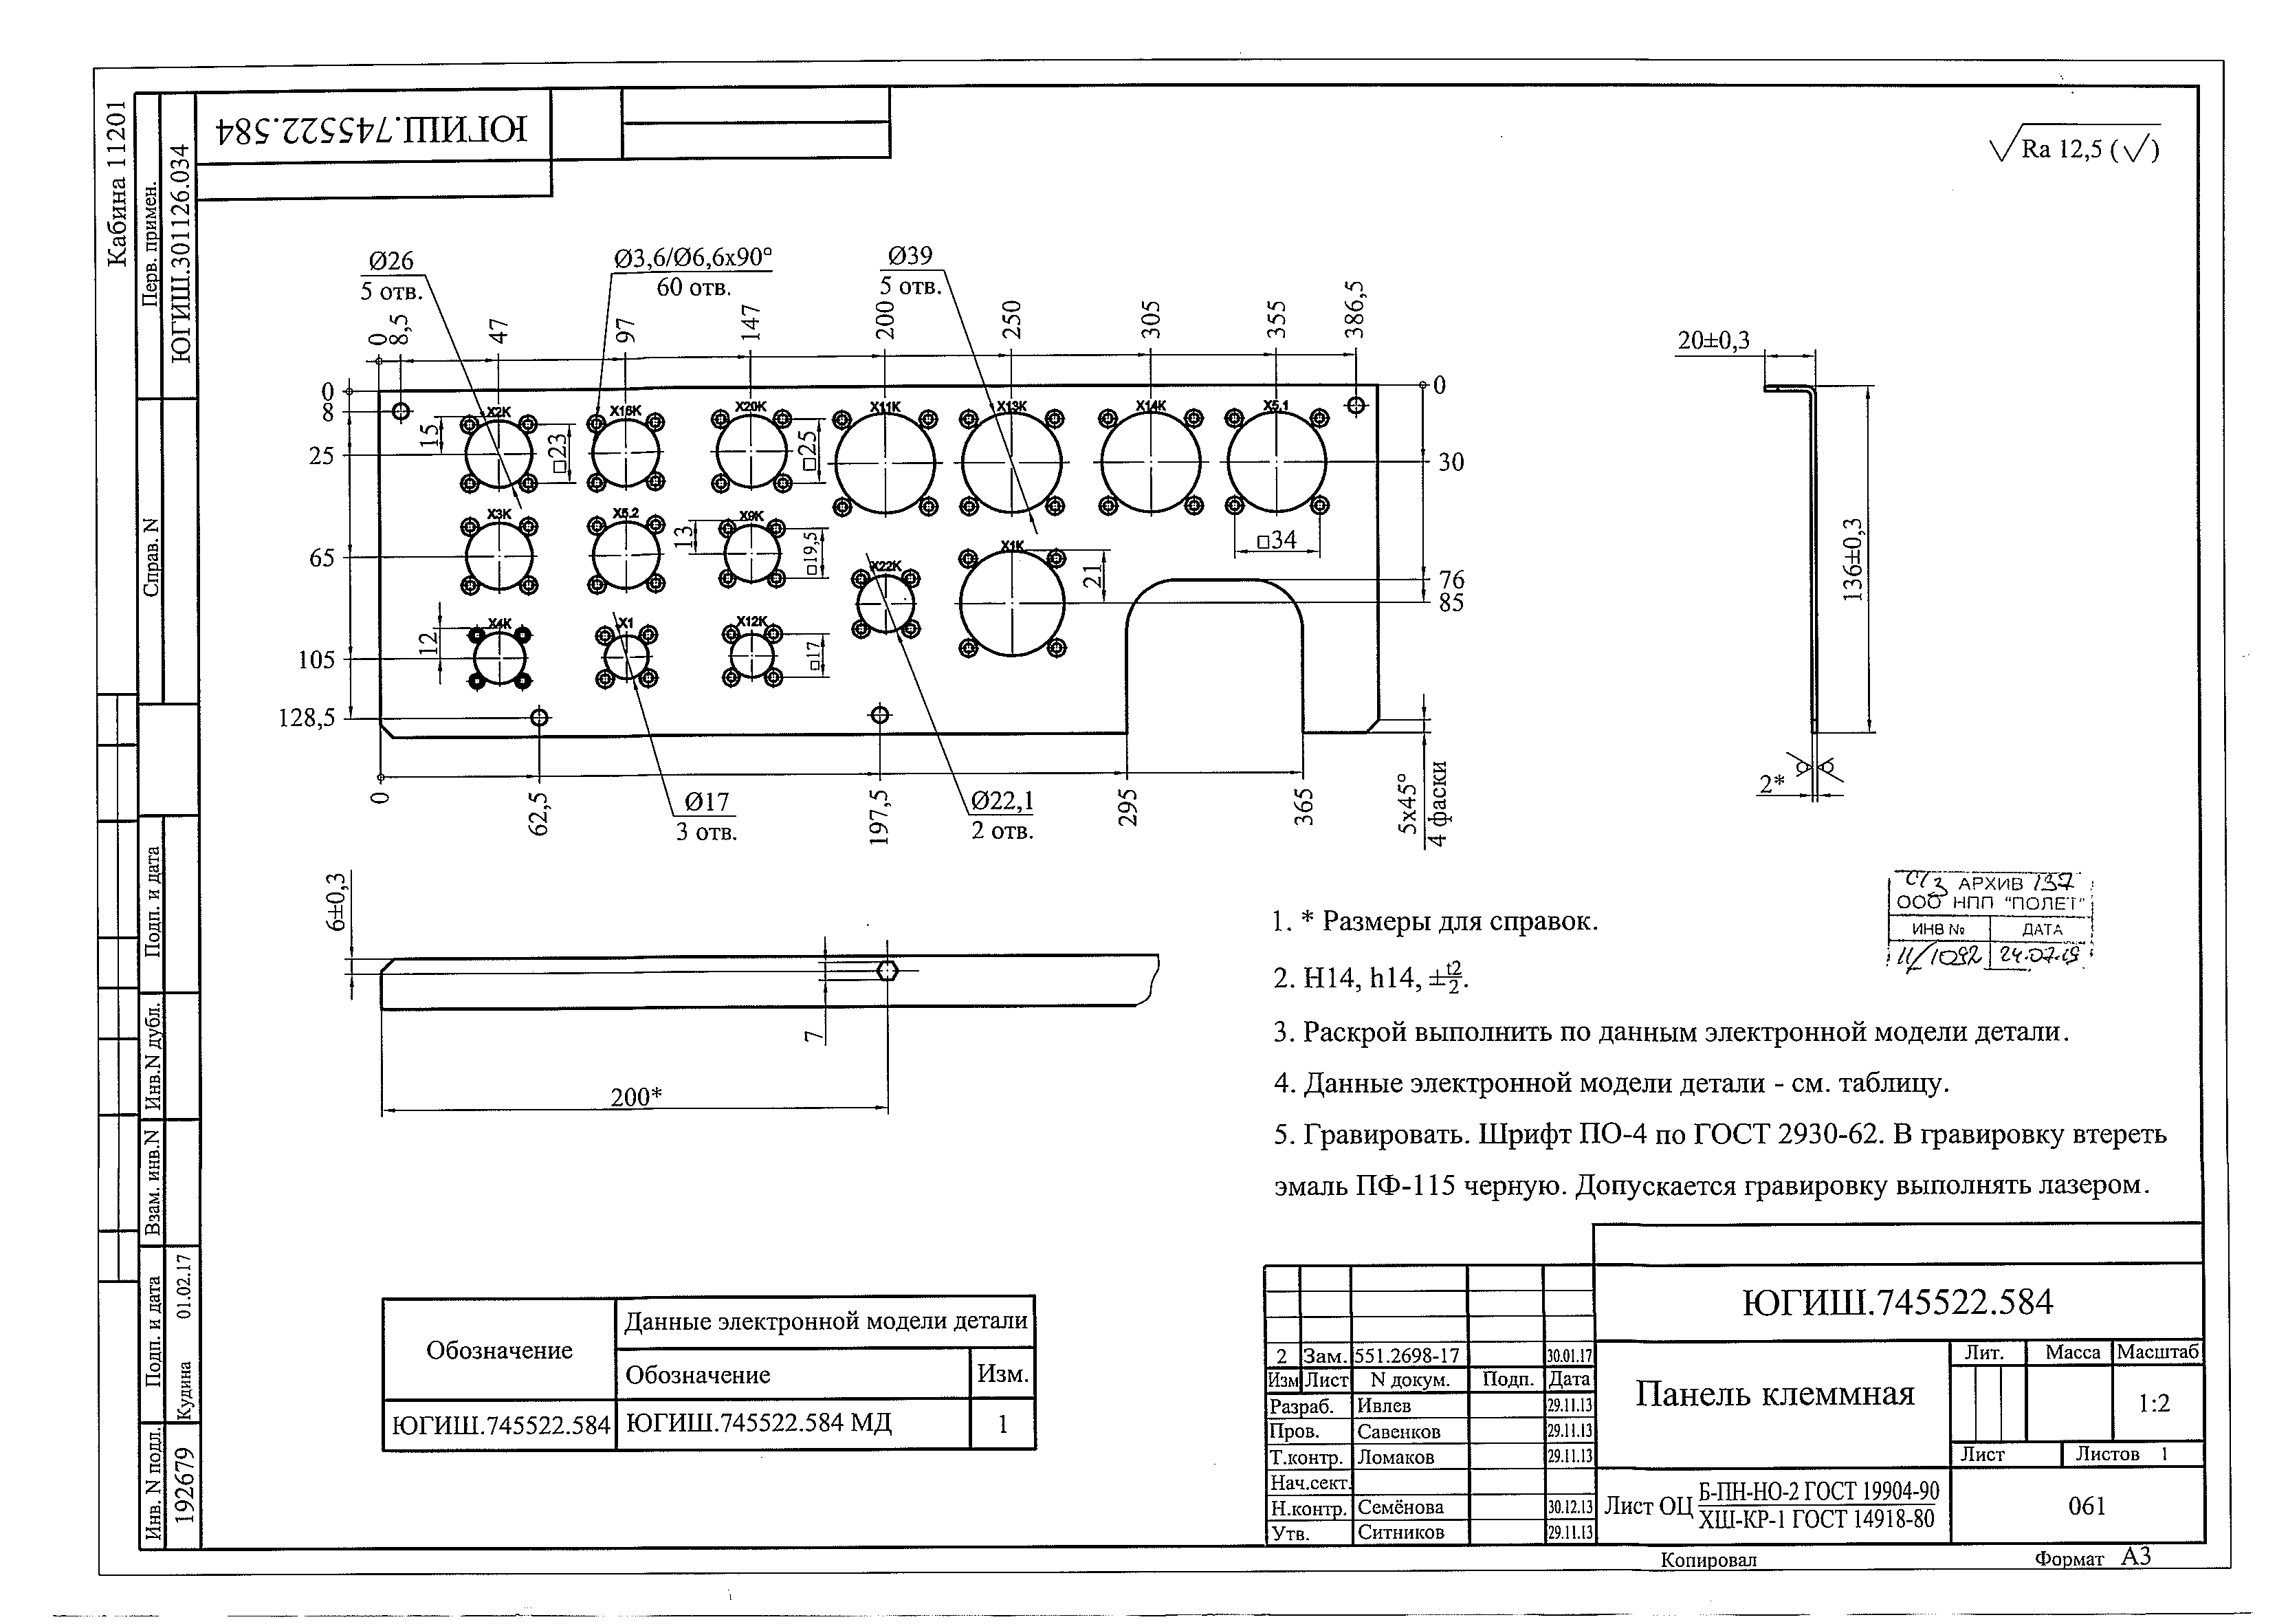 Кабина 11201
Перв. примен.
ЮГИШ.301126.034
Справ. N
Подп. и дата
Инв.N дубл.
Взам. инв.N
Подп. и дата
Кудина 01.02.17
Инв. N подл.
192679
ЮГИШ.745522.584
√Ra 12,5 (√)
Ø26
5 отв.
Ø3,6/Ø6,6х90°
60 отв.
Ø39
5 отв.
0
8,5
47
97
147
200
250
305
355
386,5
0
8
25
65
105
128,5
15
12
□23
13
□25
□19,5
□17
21
□34
X2K
X18K
X20K
X11K
X13K
X14K
X5.1
X3K
X5.2
X9K
X22K
X1K
X4K
X1
X12K
0
30
76
85
0
62,5
197,5
295
365
Ø17
3 отв.
Ø22,1
2 отв.
5х45°
4 фаски
20±0,3
136±0,3
2*
6±0,3
7
200*
АРХИВ 137
ООО НПП "ПОЛЕТ"
ИНВ № ДАТА
11/1092 24.07.19
1. * Размеры для справок.
2. H14, h14, ±t2/2.
3. Раскрой выполнить по данным электронной модели детали.
4. Данные электронной модели детали - см. таблицу.
5. Гравировать. Шрифт ПО-4 по ГОСТ 2930-62. В гравировку втереть
эмаль ПФ-115 черную. Допускается гравировку выполнять лазером.
Обозначение
Данные электронной модели детали
Обозначение Изм.
ЮГИШ.745522.584 ЮГИШ.745522.584 МД 1
2 Зам. 551.2698-17 30.01.17
Изм Лист N докум. Подп. Дата
Разраб. Ивлев 29.11.13
Пров. Савенков 29.11.13
Т.контр. Ломаков 29.11.13
Нач.сект.
Н.контр. Семёнова 30.12.13
Утв. Ситников 29.11.13
ЮГИШ.745522.584
Панель клеммная
Лит. Масса Масштаб
1:2
Лист Листов 1
Лист ОЦ Б-ПН-НО-2 ГОСТ 19904-90
ХШ-КР-1 ГОСТ 14918-80
061
Копировал
Формат А3